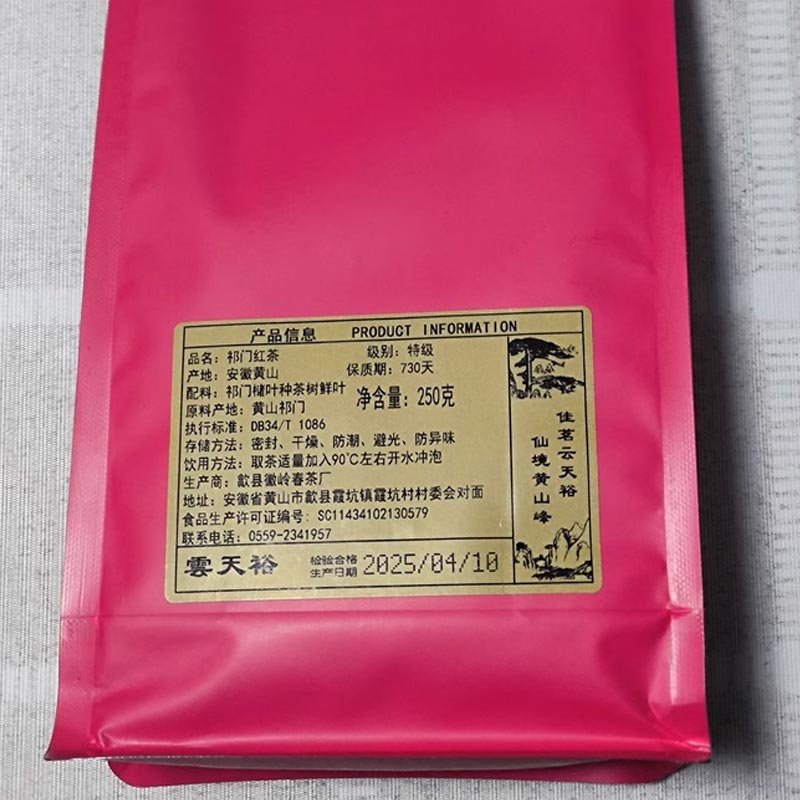 产品信息 PRODUCT INFORMATION
品名：祁门红茶 级别：特级
产地：安徽黄山 保质期：730天
配料：祁门槠叶种茶树鲜叶
净含量：250克
原料产地：黄山祁门
执行标准：DB34/T 1086
存储方法：密封、干燥、防潮、避光、防异味
饮用方法：取茶适量加入90℃左右开水冲泡
生产商：歙县徽岭春茶厂
地址：安徽省黄山市歙县霞坑镇霞坑村村委会对面
食品生产许可证编号：SC11434102130579
联系电话：0559-2341957
雲天裕
检验合格
生产日期 2025/04/10
佳茗云天裕
仙境黄山峰